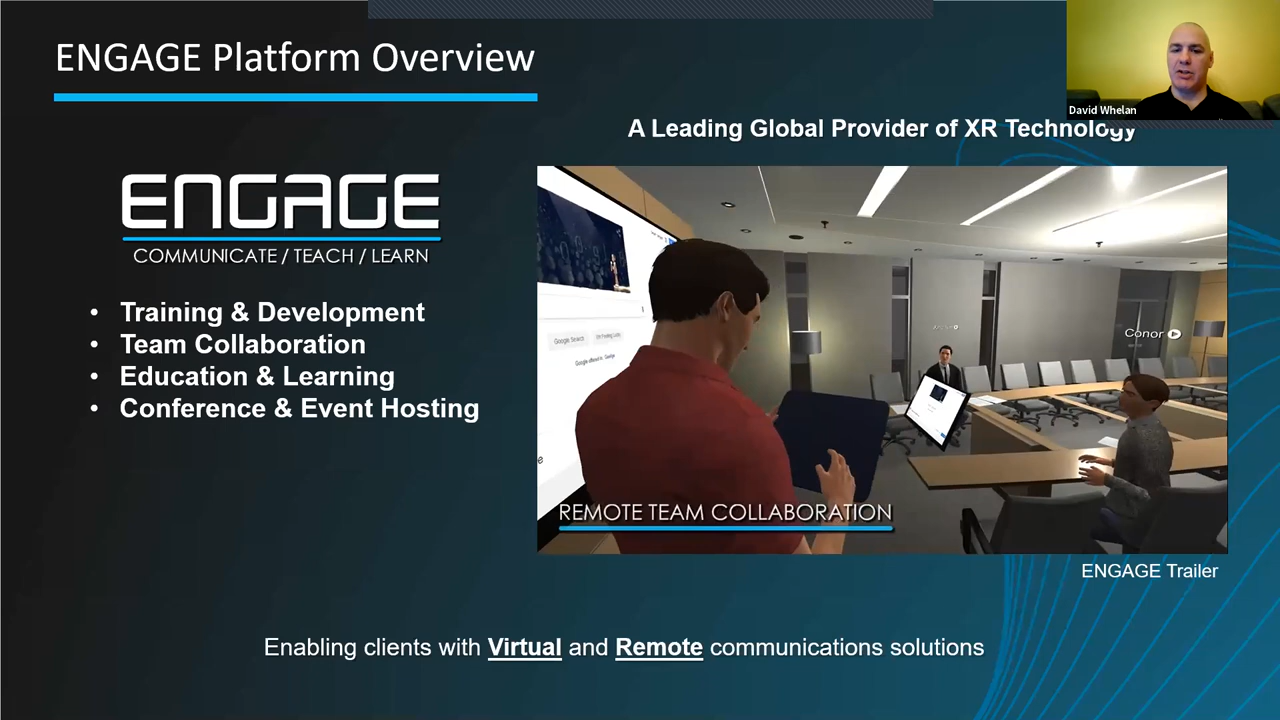 ENGAGE Platform Overview
David Whelan
A Leading Global Provider of XR Technology
ENGAGE
COMMUNICATE / TEACH / LEARN
• Training & Development
• Team Collaboration
• Education & Learning
• Conference & Event Hosting
Google Search
Conor
REMOTE TEAM COLLABORATION
ENGAGE Trailer
Enabling clients with Virtual and Remote communications solutions